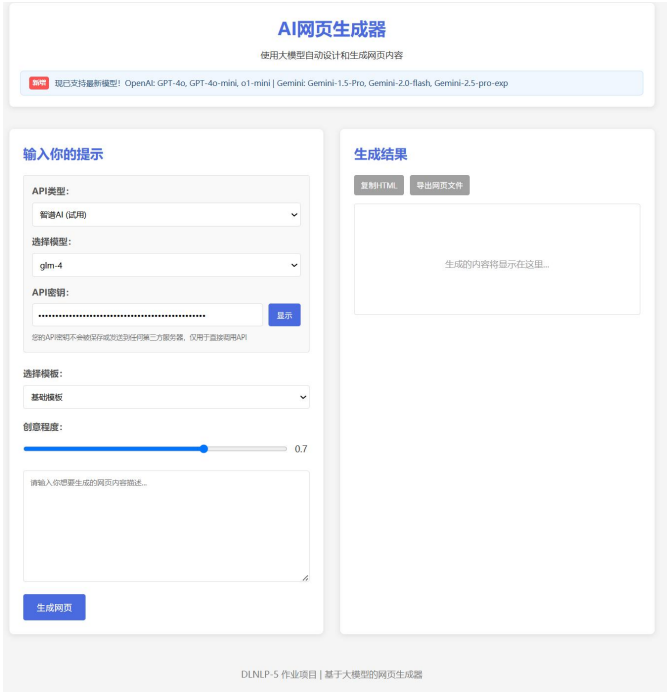 AI网页生成器
使用大模型自动设计和生成网页内容
新增 现已支持最新模型！OpenAI: GPT-4o, GPT-4o-mini, o1-mini | Gemini: Gemini-1.5-Pro, Gemini-2.0-flash, Gemini-2.5-pro-exp
输入你的提示
API类型：
智谱AI (试用)
选择模型：
glm-4
API密钥：
显示
您的API密钥不会被保存或发送到任何第三方服务器，仅用于直接调用API
选择模板：
基础模板
创意程度：
0.7
请输入你想要生成的网页内容描述...
生成网页
生成结果
复制HTML 导出网页文件
生成的内容将显示在这里...
DLNLP-5 作业项目 | 基于大模型的网页生成器